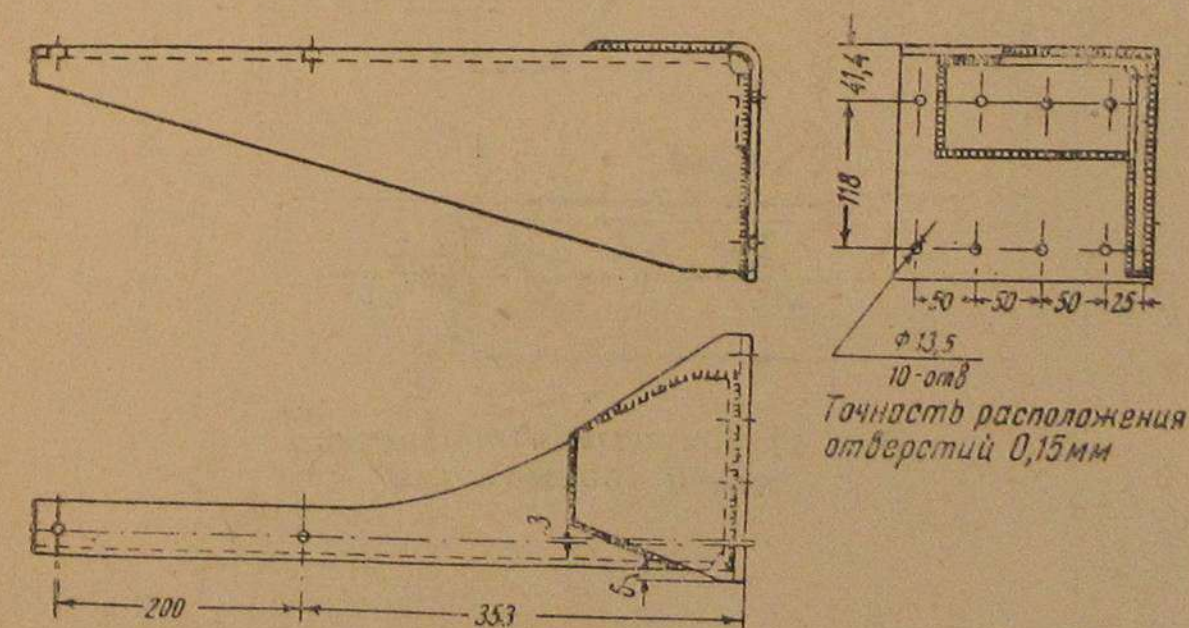 41,4
118
50 50 50 25
Ф 13,5
10-отв
Точность расположения
отверстий 0,15мм
3
5
200 353